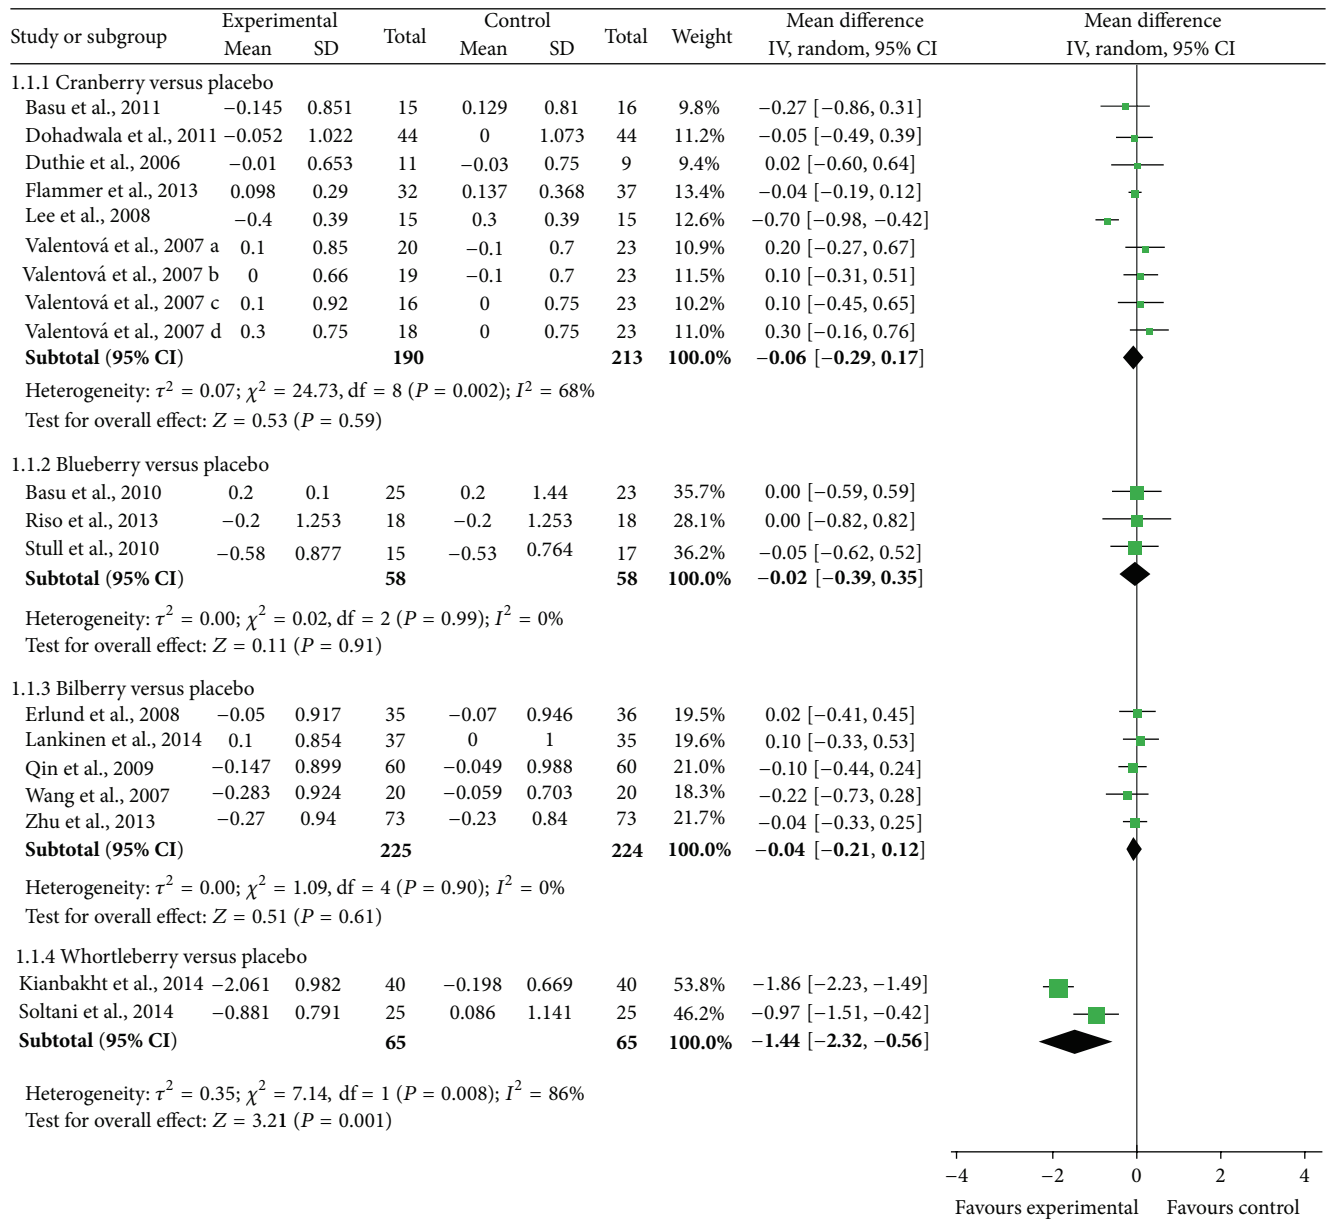 Experimental Control Mean difference Mean difference
Study or subgroup Total Total Weight
Mean SD Mean SD IV, random, 95% CI IV, random, 95% CI
1.1.1 Cranberry versus placebo
Basu et al., 2011 −0.145 0.851 15 0.129 0.81 16 9.8% −0.27 [−0.86, 0.31]
Dohadwala et al., 2011 −0.052 1.022 44 0 1.073 44 11.2% −0.05 [−0.49, 0.39]
Duthie et al., 2006 −0.01 0.653 11 −0.03 0.75 9 9.4% 0.02 [−0.60, 0.64]
Flammer et al., 2013 0.098 0.29 32 0.137 0.368 37 13.4% −0.04 [−0.19, 0.12]
Lee et al., 2008 −0.4 0.39 15 0.3 0.39 15 12.6% −0.70 [−0.98, −0.42]
Valentová et al., 2007 a 0.1 0.85 20 −0.1 0.7 23 10.9% 0.20 [−0.27, 0.67]
Valentová et al., 2007 b 0 0.66 19 −0.1 0.7 23 11.5% 0.10 [−0.31, 0.51]
Valentová et al., 2007 c 0.1 0.92 16 0 0.75 23 10.2% 0.10 [−0.45, 0.65]
Valentová et al., 2007 d 0.3 0.75 18 0 0.75 23 11.0% 0.30 [−0.16, 0.76]
Subtotal (95% CI) 190 213 100.0% −0.06 [−0.29, 0.17]
Heterogeneity: τ² = 0.07; χ² = 24.73, df = 8 (P = 0.002); I² = 68%
Test for overall effect: Z = 0.53 (P = 0.59)
1.1.2 Blueberry versus placebo
Basu et al., 2010 0.2 0.1 25 0.2 1.44 23 35.7% 0.00 [−0.59, 0.59]
Riso et al., 2013 −0.2 1.253 18 −0.2 1.253 18 28.1% 0.00 [−0.82, 0.82]
Stull et al., 2010 −0.58 0.877 15 −0.53 0.764 17 36.2% −0.05 [−0.62, 0.52]
Subtotal (95% CI) 58 58 100.0% −0.02 [−0.39, 0.35]
Heterogeneity: τ² = 0.00; χ² = 0.02, df = 2 (P = 0.99); I² = 0%
Test for overall effect: Z = 0.11 (P = 0.91)
1.1.3 Bilberry versus placebo
Erlund et al., 2008 −0.05 0.917 35 −0.07 0.946 36 19.5% 0.02 [−0.41, 0.45]
Lankinen et al., 2014 0.1 0.854 37 0 1 35 19.6% 0.10 [−0.33, 0.53]
Qin et al., 2009 −0.147 0.899 60 −0.049 0.988 60 21.0% −0.10 [−0.44, 0.24]
Wang et al., 2007 −0.283 0.924 20 −0.059 0.703 20 18.3% −0.22 [−0.73, 0.28]
Zhu et al., 2013 −0.27 0.94 73 −0.23 0.84 73 21.7% −0.04 [−0.33, 0.25]
Subtotal (95% CI) 225 224 100.0% −0.04 [−0.21, 0.12]
Heterogeneity: τ² = 0.00; χ² = 1.09, df = 4 (P = 0.90); I² = 0%
Test for overall effect: Z = 0.51 (P = 0.61)
1.1.4 Whortleberry versus placebo
Kianbakht et al., 2014 −2.061 0.982 40 −0.198 0.669 40 53.8% −1.86 [−2.23, −1.49]
Soltani et al., 2014 −0.881 0.791 25 0.086 1.141 25 46.2% −0.97 [−1.51, −0.42]
Subtotal (95% CI) 65 65 100.0% −1.44 [−2.32, −0.56]
Heterogeneity: τ² = 0.35; χ² = 7.14, df = 1 (P = 0.008); I² = 86%
Test for overall effect: Z = 3.21 (P = 0.001)
−4 −2 0 2 4
Favours experimental Favours control